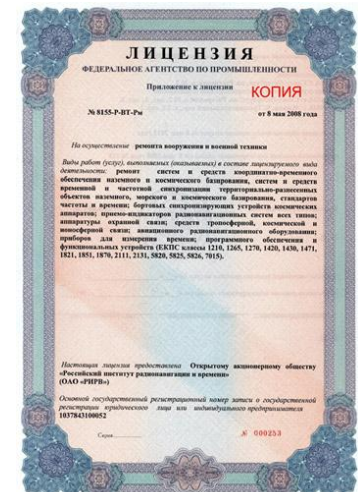 ЛИЦЕНЗИЯ
ФЕДЕРАЛЬНОЕ АГЕНТСТВО ПО ПРОМЫШЛЕННОСТИ
Приложение к лицензии
КОПИЯ
№ 8155-Р-ВТ-Рм от 8 мая 2008 года
На осуществление ремонта вооружения и военной техники
Виды работ (услуг), выполняемых (оказываемых) в составе лицензируемого вида
деятельности: ремонт систем и средств координатно-временного
обеспечения наземного и космического базирования, систем и средств
временной и частотной синхронизации территориально-разнесенных
объектов наземного, морского и космического базирования, стандартов
частоты и времени; бортовых синхронизирующих устройств космических
аппаратов; приемо-индикаторов радионавигационных систем всех типов;
аппаратуры охранной связи; средств тропосферной, космической и
ионосферной связи; авиационного радионавигационного оборудования;
приборов для измерения времени; программного обеспечения и
функциональных устройств (ЕКПС классы 1210, 1265, 1270, 1420, 1430, 1471,
1821, 1851, 1870, 2111, 2131, 5820, 5825, 5826, 7015).
Настоящая лицензия предоставлена Открытому акционерному обществу
«Российский институт радионавигации и времени»
(ОАО «РИРВ»)
Основной государственный регистрационный номер записи о государственной
регистрации юридического лица или индивидуального предпринимателя
1037843100052
Серия № 000253